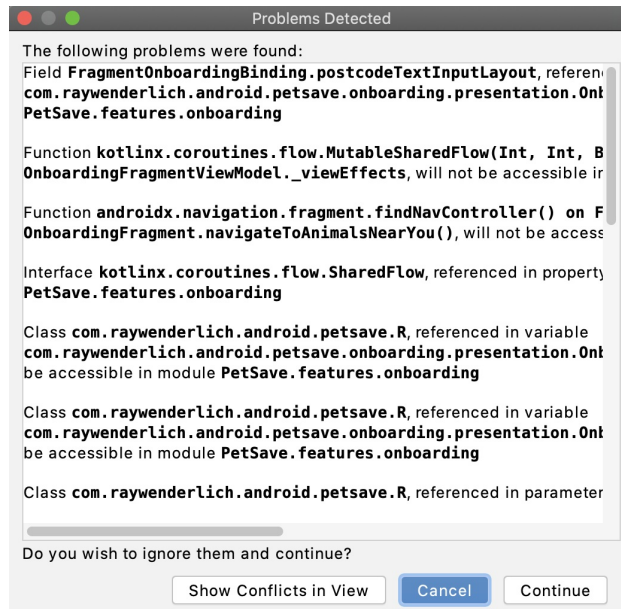 Problems Detected
The following problems were found:
Field FragmentOnboardingBinding.postcodeTextInputLayout, referen
com.raywenderlich.android.petsave.onboarding.presentation.Onb
PetSave.features.onboarding
Function kotlinx.coroutines.flow.MutableSharedFlow(Int, Int, B
OnboardingFragmentViewModel._viewEffects, will not be accessible in
Function androidx.navigation.fragment.findNavController() on F
OnboardingFragment.navigateToAnimalsNearYou(), will not be access
Interface kotlinx.coroutines.flow.SharedFlow, referenced in property
PetSave.features.onboarding
Class com.raywenderlich.android.petsave.R, referenced in variable
com.raywenderlich.android.petsave.onboarding.presentation.Onb
be accessible in module PetSave.features.onboarding
Class com.raywenderlich.android.petsave.R, referenced in variable
com.raywenderlich.android.petsave.onboarding.presentation.Onb
be accessible in module PetSave.features.onboarding
Class com.raywenderlich.android.petsave.R, referenced in parameter
Do you wish to ignore them and continue?
Show Conflicts in View
Cancel
Continue